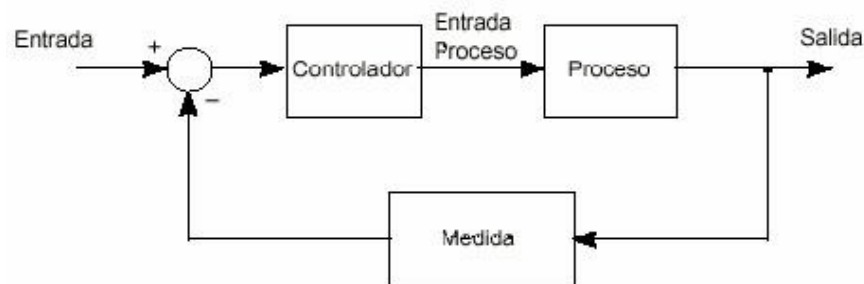 Entrada
+
−
Controlador
Entrada
Proceso
Proceso
Salida
Medida